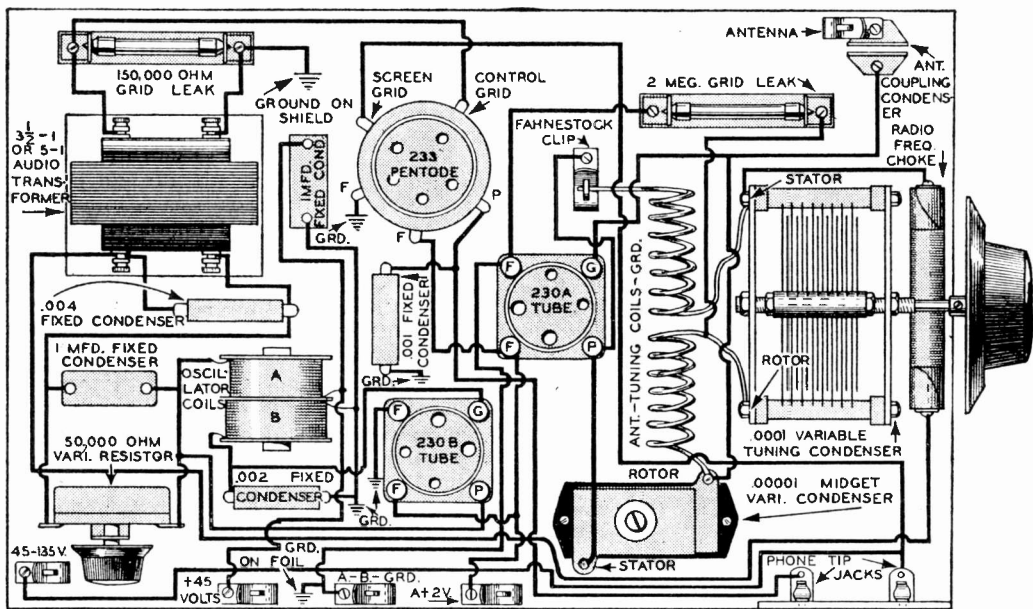 150,000 OHM
GRID LEAK
GROUND ON
SHIELD
SCREEN
GRID
CONTROL
GRID
ANTENNA
ANT.
COUPLING
CONDENS-
ER
2 MEG. GRID LEAK
RADIO
FREQ.
CHOKE
3½-1
OR 5-1
AUDIO
TRANS-
FORMER
1 MFD.
FIXED COND.
GRD.
233
PENTODE
F
F
P
FAHNESTOCK
CLIP
STATOR
.004
FIXED CONDENSER
.001 FIXED
CONDENSER
GRD.
F
G
230A
TUBE
F
P
ANT.-TUNING COILS-GRD.
ROTOR
.0001 VARIABLE
TUNING CONDENSER
1 MFD. FIXED
CONDENSER
OSCIL-
LATOR
COILS
A
B
50,000 OHM
VARI. RESISTOR
.002 FIXED
CONDENSER
F
G
230 B
TUBE
F
P
GRD.
ROTOR
.00001 MIDGET
VARI. CONDENSER
STATOR
45-135V.
+45
VOLTS
GRD.
ON FOIL
A-B-GRD.
A+2V.
PHONE TIP
JACKS